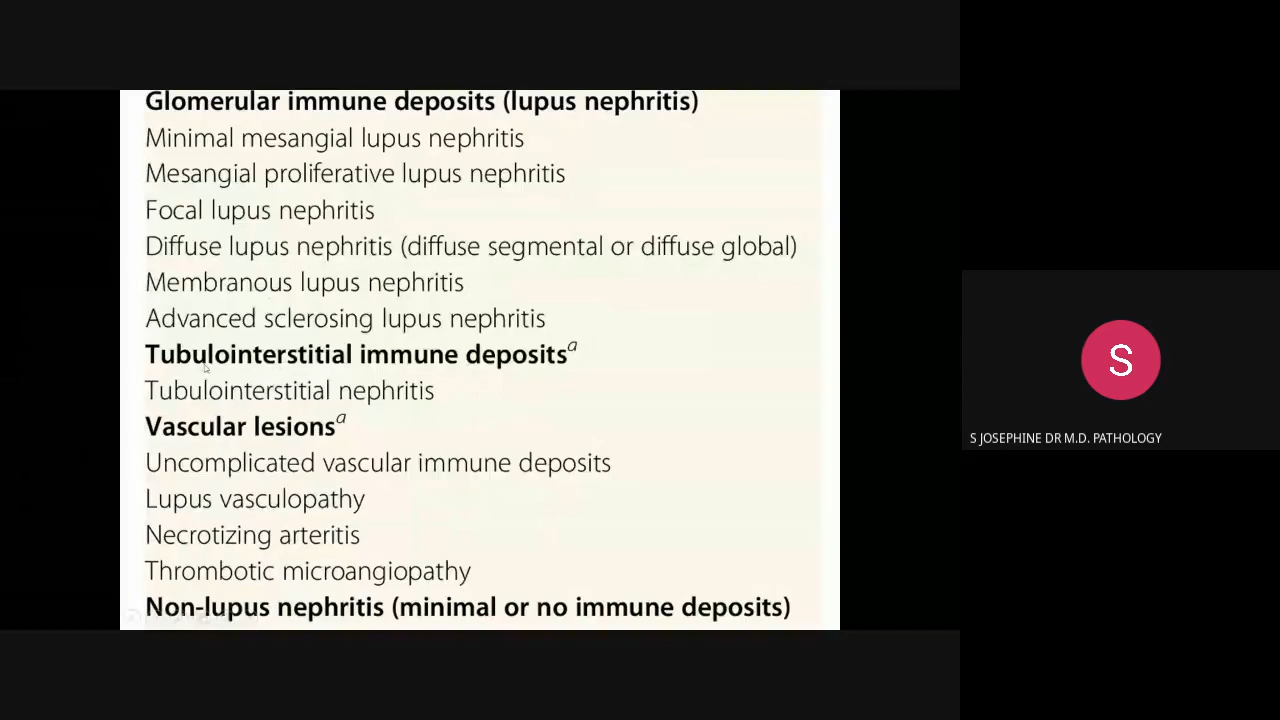 Glomerular immune deposits (lupus nephritis)
Minimal mesangial lupus nephritis
Mesangial proliferative lupus nephritis
Focal lupus nephritis
Diffuse lupus nephritis (diffuse segmental or diffuse global)
Membranous lupus nephritis
Advanced sclerosing lupus nephritis
Tubulointerstitial immune depositsᵃ
Tubulointerstitial nephritis
Vascular lesionsᵃ
Uncomplicated vascular immune deposits
Lupus vasculopathy
Necrotizing arteritis
Thrombotic microangiopathy
Non-lupus nephritis (minimal or no immune deposits)
S
S JOSEPHINE DR M.D. PATHOLOGY